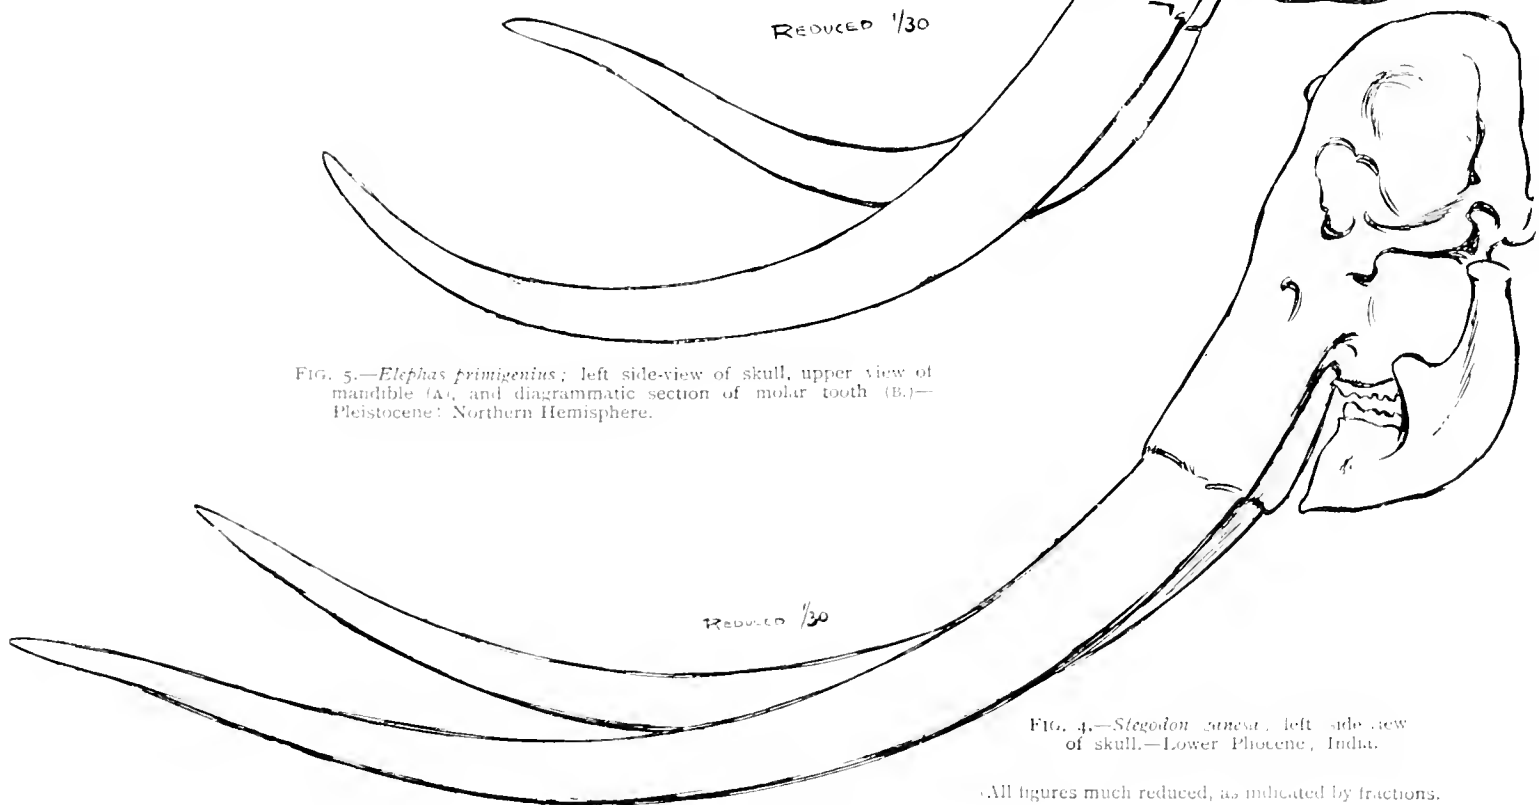 REDUCED 1/30
FIG. 5.—Elephas primigenius; left side-view of skull, upper view of
mandible (A), and diagrammatic section of molar tooth (B.)—
Pleistocene: Northern Hemisphere.
REDUCED 1/30
FIG. 4.—Stegodon ganesa, left side view
of skull.—Lower Pliocene, India.
All figures much reduced, as indicated by fractions.